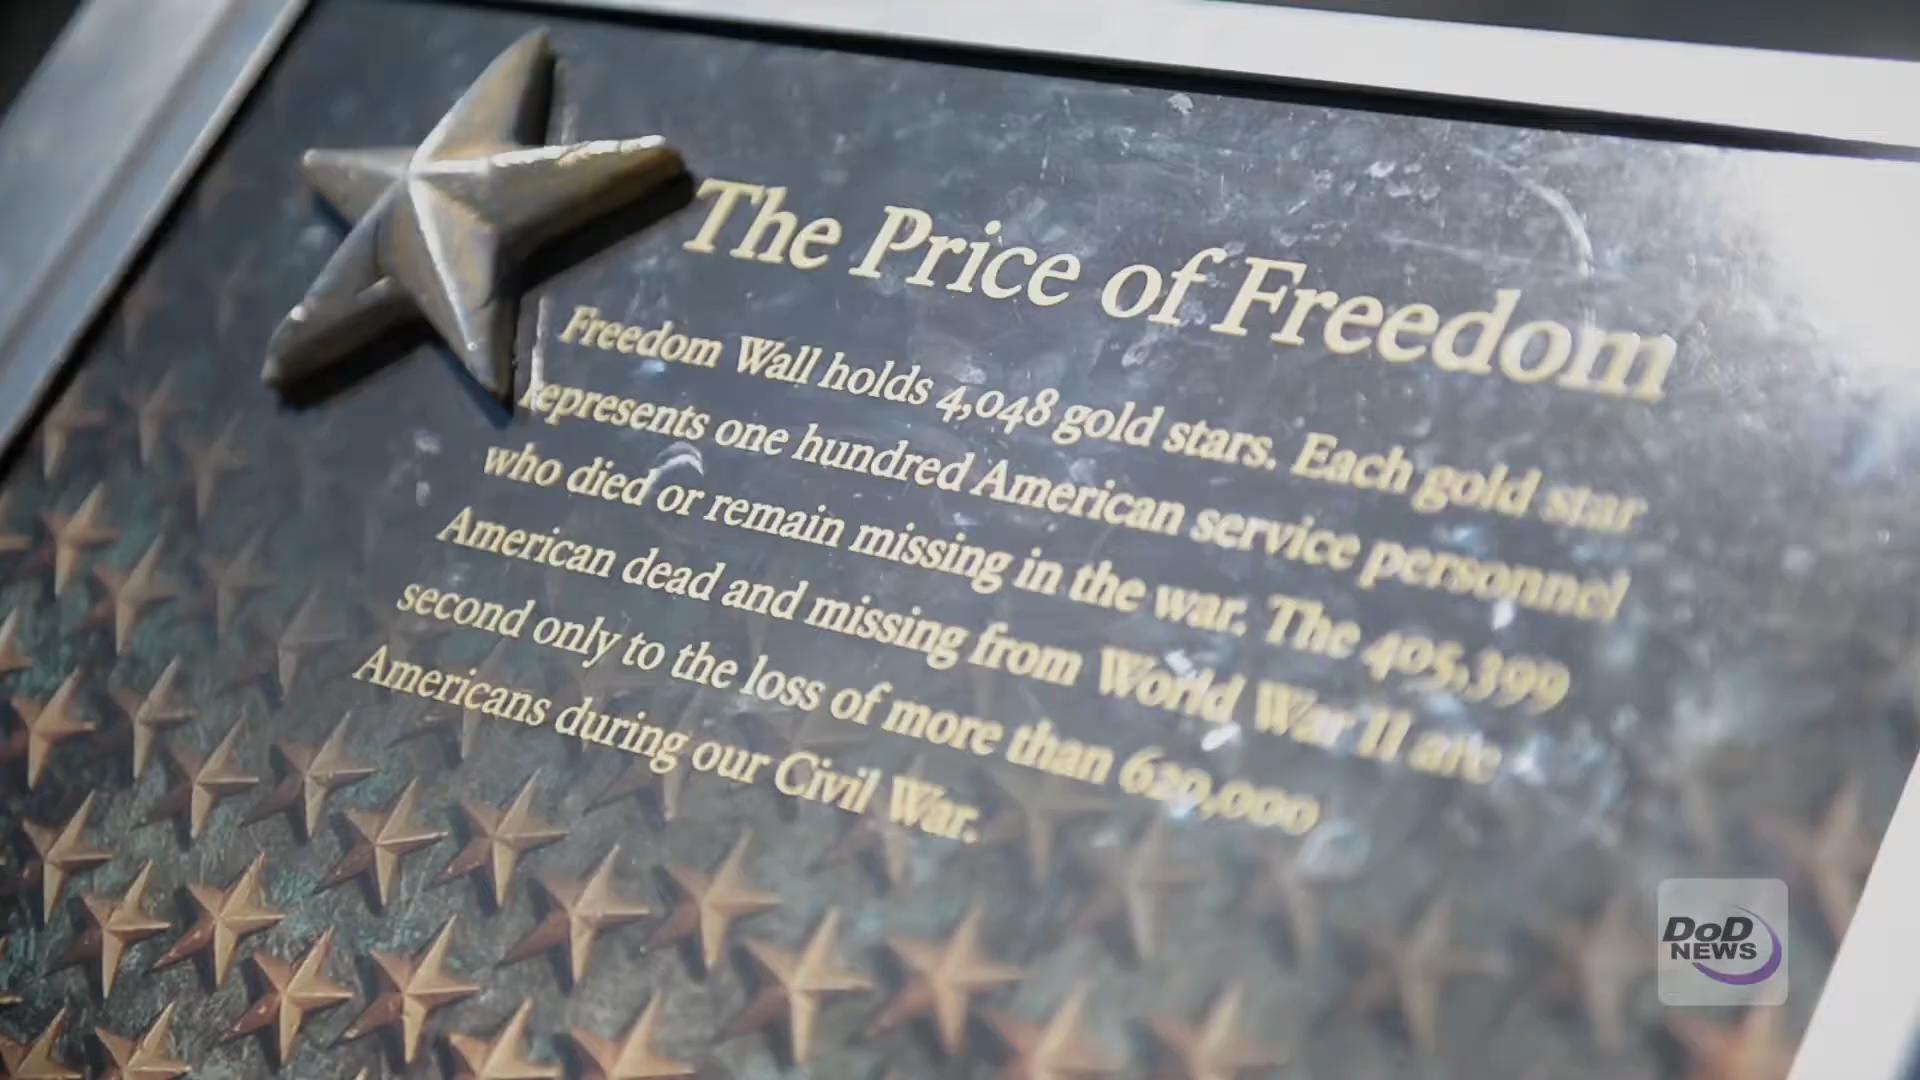 The Price of Freedom
Freedom Wall holds 4,048 gold stars. Each gold star
represents one hundred American service personnel
who died or remain missing in the war. The 405,399
American dead and missing from World War II are
second only to the loss of more than 620,000
Americans during our Civil War.
DoD
NEWS